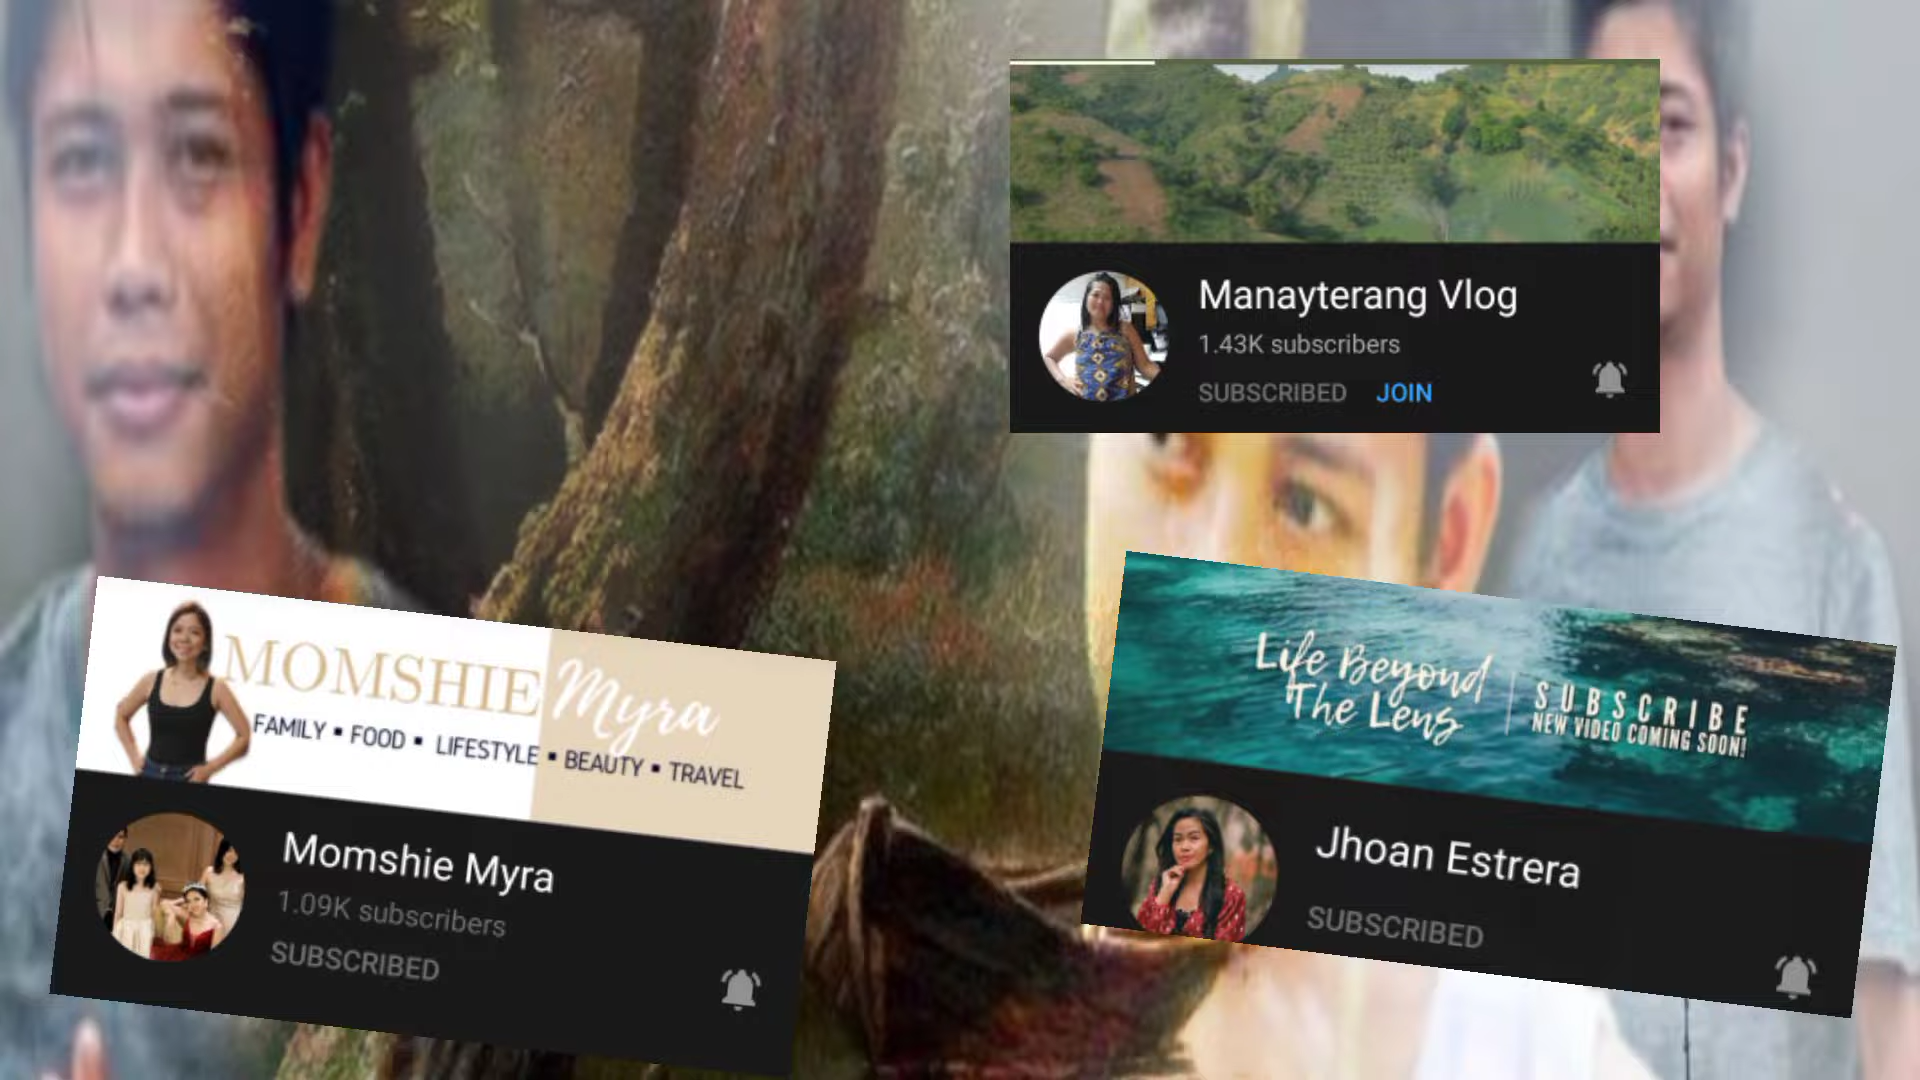 Manayterang Vlog
1.43K subscribers
SUBSCRIBED JOIN
MOMSHIE Myra
FAMILY ▪ FOOD ▪ LIFESTYLE ▪ BEAUTY ▪ TRAVEL
Momshie Myra
1.09K subscribers
SUBSCRIBED
Life Beyond
The Lens
SUBSCRIBE
NEW VIDEO COMING SOON!
Jhoan Estrera
SUBSCRIBED